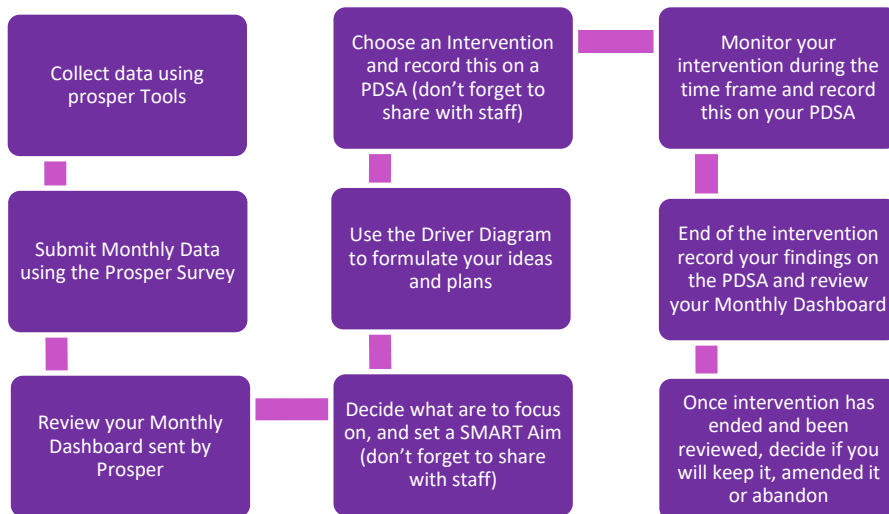 Collect data using
prosper Tools
Submit Monthly Data
using the Prosper Survey
Review your Monthly
Dashboard sent by
Prosper
Decide what are to focus
on, and set a SMART Aim
(don’t forget to share
with staff)
Use the Driver Diagram
to formulate your ideas
and plans
Choose an Intervention
and record this on a
PDSA (don’t forget to
share with staff)
Monitor your
intervention during the
time frame and record
this on your PDSA
End of the intervention
record your findings on
the PDSA and review
your Monthly Dashboard
Once intervention has
ended and been
reviewed, decide if you
will keep it, amended it
or abandon